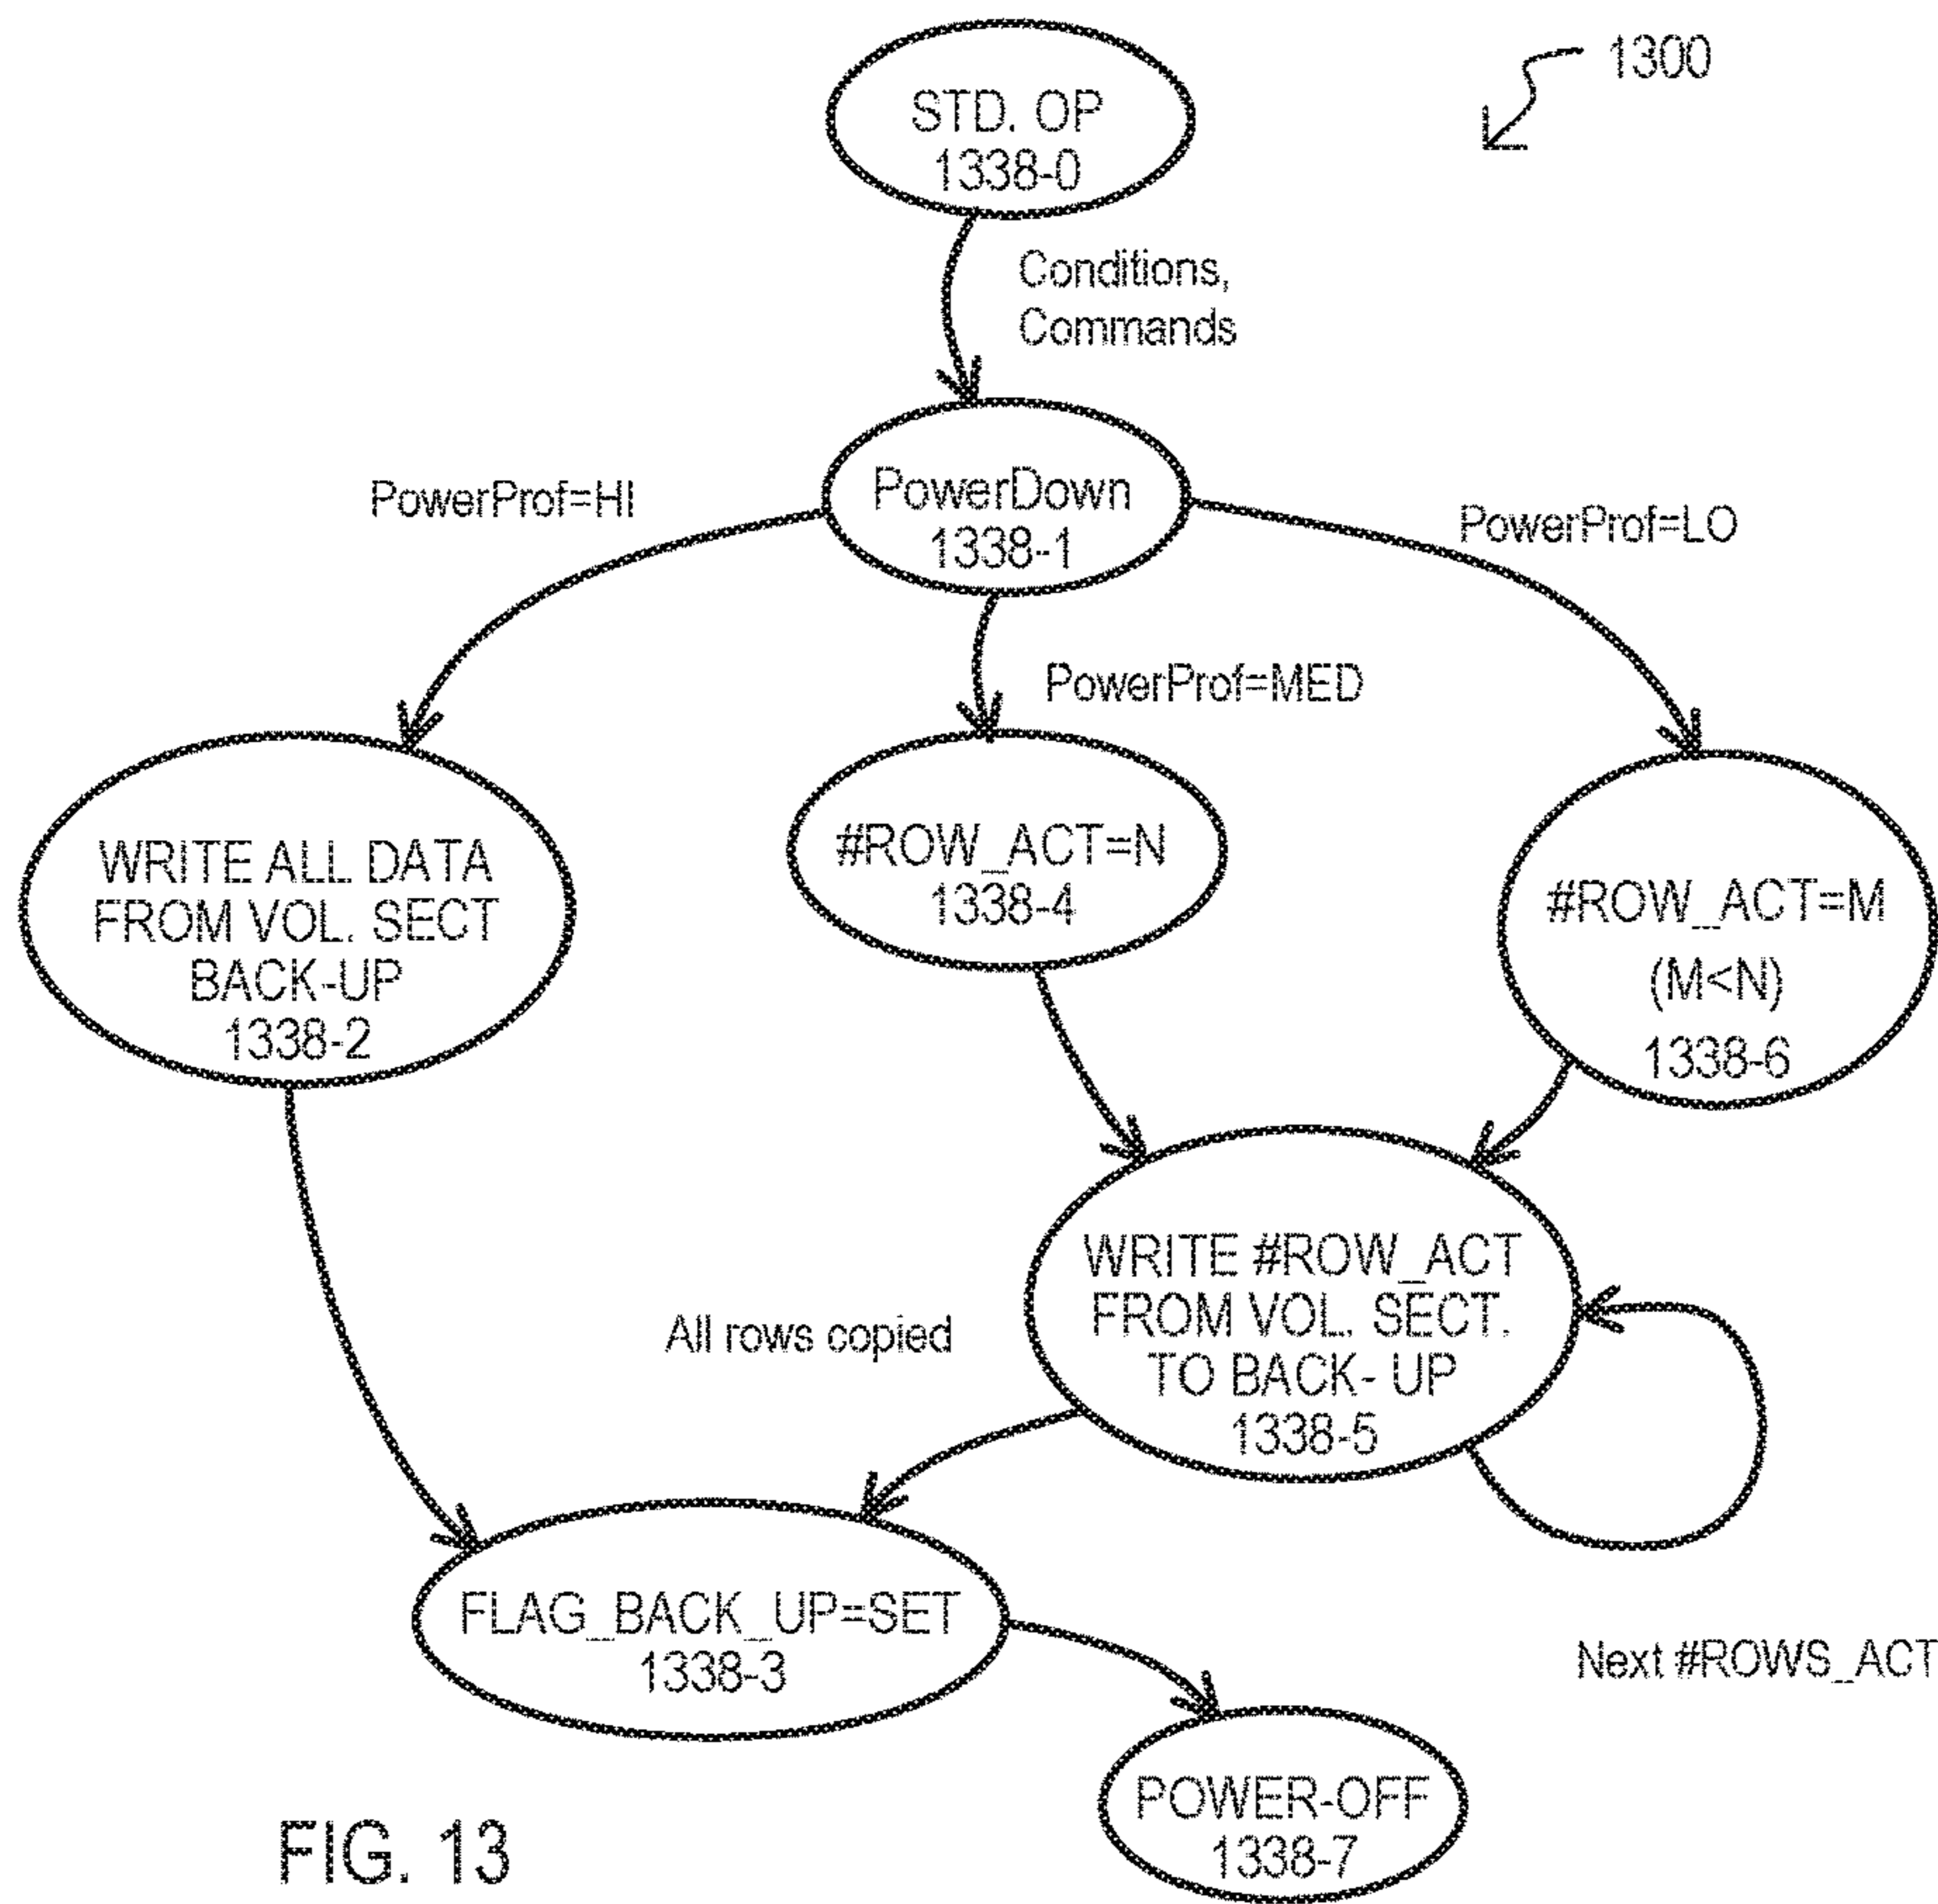 1300
STD. OP
1338-0
Conditions,
Commands
PowerDown
1338-1
PowerProf=HI
PowerProf=LO
PowerProf=MED
WRITE ALL DATA
FROM VOL. SECT
BACK-UP
1338-2
#ROW_ACT=N
1338-4
#ROW_ACT=M
(M<N)
1338-6
WRITE #ROW_ACT
FROM VOL. SECT.
TO BACK- UP
1338-5
All rows copied
FLAG_BACK_UP=SET
1338-3
Next #ROWS_ACT
POWER-OFF
1338-7
FIG. 13